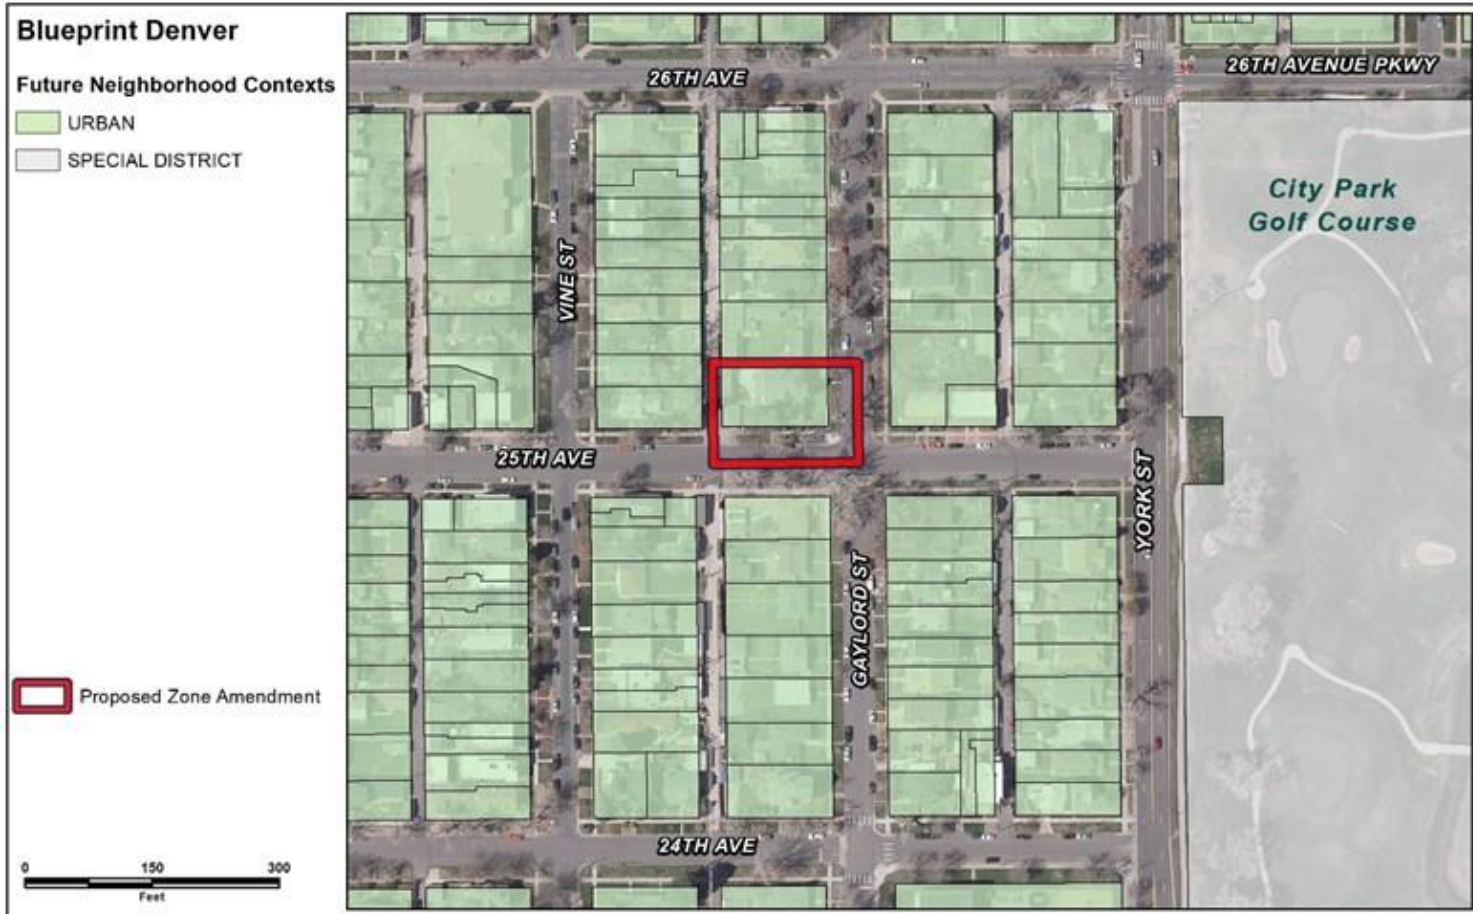 Blueprint Denver
Future Neighborhood Contexts
URBAN
SPECIAL DISTRICT
Proposed Zone Amendment
0 150 300
Feet
26TH AVE
26TH AVENUE PKWY
City Park
Golf Course
VINE ST
25TH AVE
YORK ST
GAYLORD ST
24TH AVE